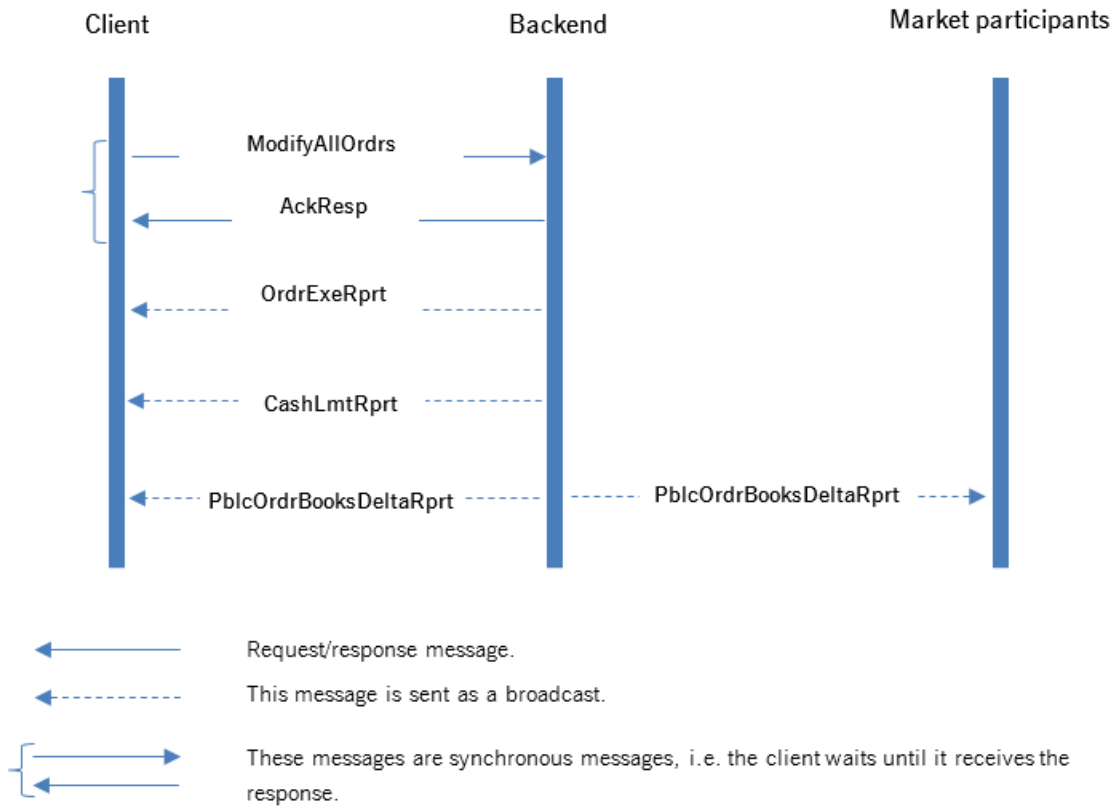 Client
Backend
Market participants
ModifyAllOrdrs
AckResp
OrdrExeRprt
CashLmtRprt
PblcOrdrBooksDeltaRprt
PblcOrdrBooksDeltaRprt
Request/response message.
This message is sent as a broadcast.
These messages are synchronous messages, i.e. the client waits until it receives the
response.